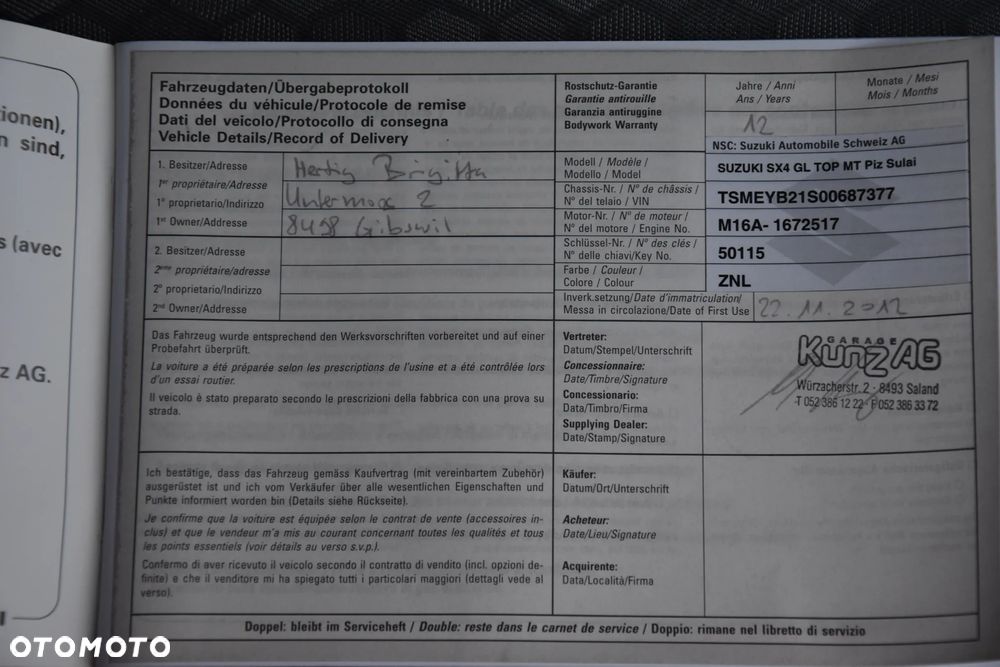 tionen),
n sind,
s (avec
z AG.
Fahrzeugdaten/Übergabeprotokoll
Données du véhicule/Protocole de remise
Dati del veicolo/Protocollo di consegna
Vehicle Details/Record of Delivery
Rostschutz-Garantie
Garantie antirouille
Garanzia antiruggine
Bodywork Warranty
Jahre / Anni
Ans / Years
12
Monate / Mesi
Mois / Months
1. Besitzer/Adresse
1er propriétaire/Adresse
1° proprietario/Indirizzo
1st Owner/Address
Hertig Brigitta
8498 Gibswil
2. Besitzer/Adresse
2ème propriétaire/adresse
2° proprietario/Indirizzo
2nd Owner/Address
NSC: Suzuki Automobile Schweiz AG
Modell / Modèle /
Modello / Model
SUZUKI SX4 GL TOP MT Piz Sulai
Chassis-Nr. / N° de châssis /
N° del telaio / VIN
TSMEYB21S00687377
Motor-Nr. / N° de moteur /
N° del motore / Engine No.
M16A- 1672517
Schlüssel-Nr. / N° des clés /
N° delle chiavi/Key No.
50115
Farbe / Couleur /
Colore / Colour
ZNL
Inverk.setzung/Date d'immatriculation/
Messa in circolazione/Date of First Use
22.11.2012
Das Fahrzeug wurde entsprechend den Werksvorschriften vorbereitet und auf einer
Probefahrt überprüft.
La voiture a été préparée selon les prescriptions de l'usine et a été contrôlée lors
d'un essai routier.
Il veicolo è stato preparato secondo le prescrizioni della fabbrica con una prova su
strada.
Vertreter:
Datum/Stempel/Unterschrift
Concessionnaire:
Date/Timbre/Signature
Concessionario:
Data/Timbro/Firma
Supplying Dealer:
Date/Stamp/Signature
GARAGE
KUNZ AG
Würzacherstr. 2 · 8493 Saland
T 052 386 12 22 · F 052 386 33 72
Ich bestätige, dass das Fahrzeug gemäss Kaufvertrag (mit vereinbartem Zubehör)
ausgerüstet ist und ich vom Verkäufer über alle wesentlichen Eigenschaften und
Punkte informiert worden bin (Details siehe Rückseite).
Je confirme que la voiture est équipée selon le contrat de vente (accessoires in-
clus) et que le vendeur m'a mis au courant concernant toutes les qualités et tous
les points essentiels (voir détails au verso s.v.p.).
Confermo di aver ricevuto il veicolo secondo il contratto di vendito (incl. opzioni de-
finite) e che il venditore mi ha spiegato tutti i particolari maggiori (dettagli vede al
verso).
Käufer:
Datum/Ort/Unterschrift
Acheteur:
Date/Lieu/Signature
Acquirente:
Data/Località/Firma
Doppel: bleibt im Serviceheft / Double: reste dans le carnet de service / Doppio: rimane nel libretto di servizio
OTOMOTO